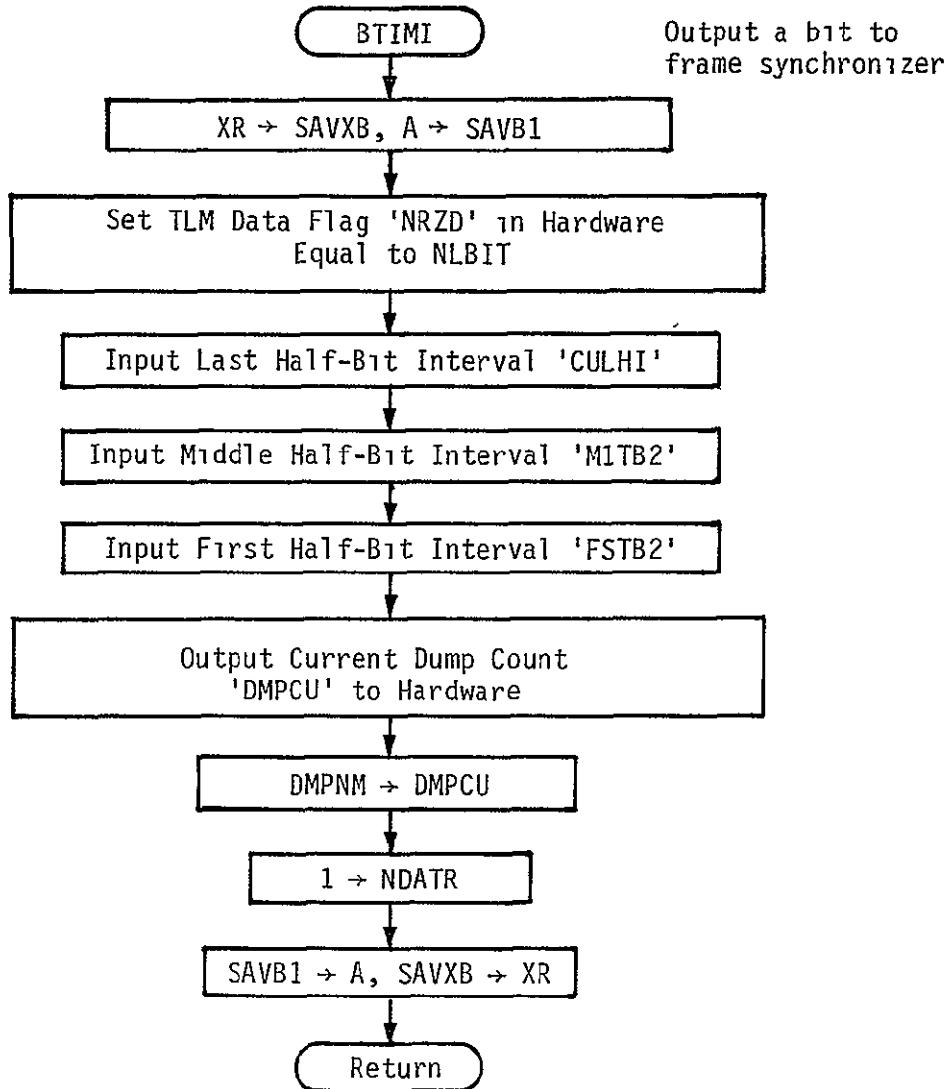 BTIMI
Output a bit to
frame synchronizer
XR → SAVXB, A → SAVB1
Set TLM Data Flag 'NRZD' in Hardware
Equal to NLBIT
Input Last Half-Bit Interval 'CULHI'
Input Middle Half-Bit Interval 'M1TB2'
Input First Half-Bit Interval 'FSTB2'
Output Current Dump Count
'DMPCU' to Hardware
DMPNM → DMPCU
1 → NDATR
SAVB1 → A, SAVXB → XR
Return